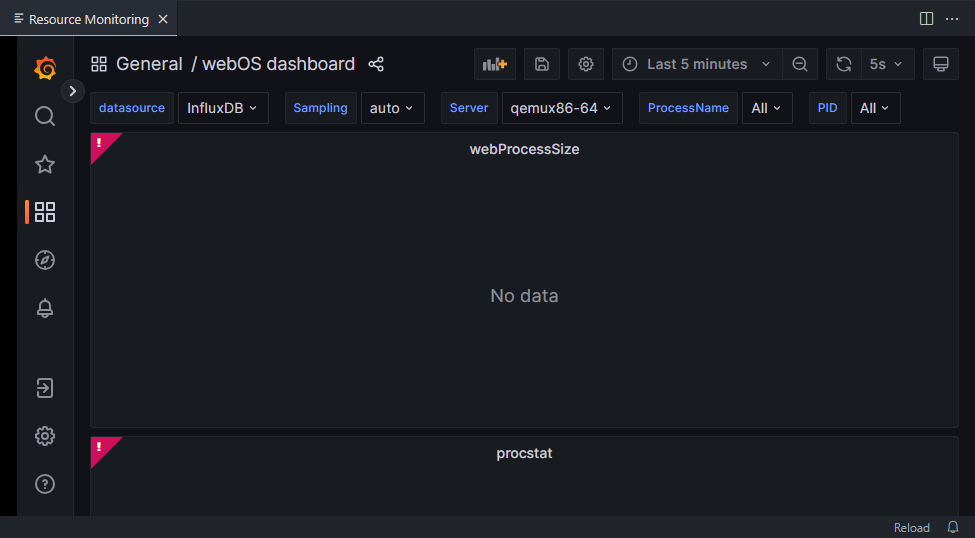 Resource Monitoring
General / webOS dashboard
Last 5 minutes
5s
datasource InfluxDB Sampling auto Server qemux86-64 ProcessName All PID All
!
webProcessSize
No data
!
procstat
Reload